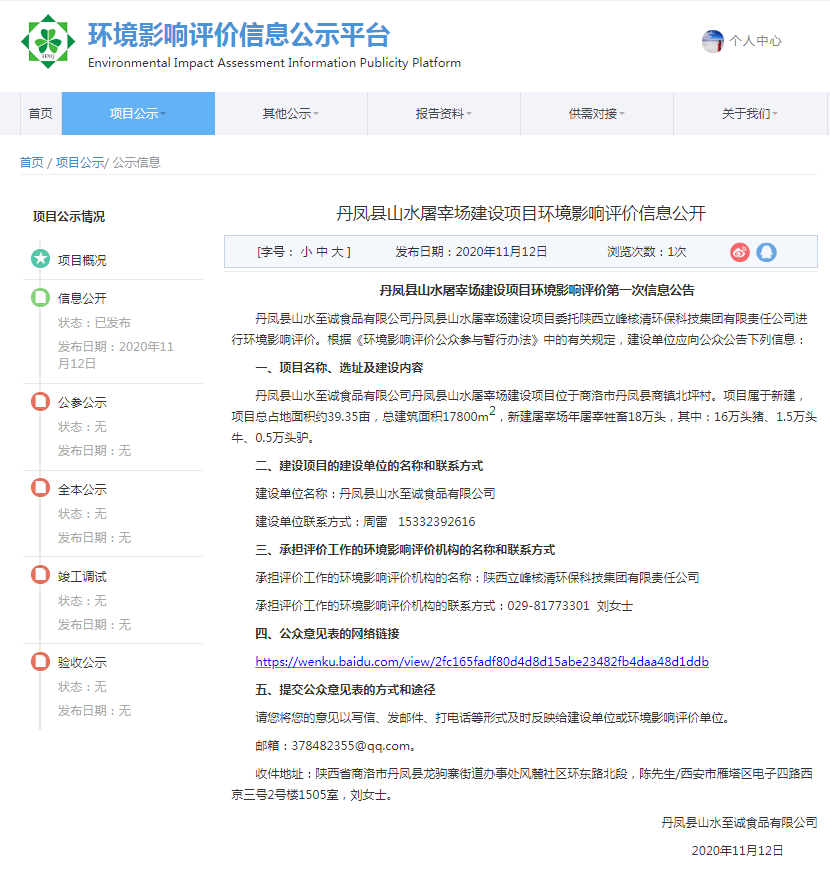 环境影响评价信息公示平台
Environmental Impact Assessment Information Publicity Platform
个人中心
首页 项目公示 其他公示 报告资料 供需对接 关于我们
首页 / 项目公示/ 公示信息
项目公示情况
项目概况
信息公开
状态：已发布
发布日期：2020年11
月12日
公参公示
状态：无
发布日期：无
全本公示
状态：无
发布日期：无
竣工调试
状态：无
发布日期：无
验收公示
状态：无
发布日期：无
丹凤县山水屠宰场建设项目环境影响评价信息公开
[字号： 小 中 大 ] 发布日期：2020年11月12日 浏览次数：1次
丹凤县山水屠宰场建设项目环境影响评价第一次信息公告
丹凤县山水至诚食品有限公司丹凤县山水屠宰场建设项目委托陕西立峰核清环保科技集团有限责任公司进
行环境影响评价。根据《环境影响评价公众参与暂行办法》中的有关规定，建设单位应向公众公告下列信息：
一、项目名称、选址及建设内容
丹凤县山水至诚食品有限公司丹凤县山水屠宰场建设项目位于商洛市丹凤县商镇北坪村。项目属于新建，
项目总占地面积约39.35亩，总建筑面积17800m²，新建屠宰场年屠宰牲畜18万头，其中：16万头猪、1.5万头
牛、0.5万头驴。
二、建设项目的建设单位的名称和联系方式
建设单位名称：丹凤县山水至诚食品有限公司
建设单位联系方式：周雷 15332392616
三、承担评价工作的环境影响评价机构的名称和联系方式
承担评价工作的环境影响评价机构的名称：陕西立峰核清环保科技集团有限责任公司
承担评价工作的环境影响评价机构的联系方式：029-81773301 刘女士
四、公众意见表的网络链接
https://wenku.baidu.com/view/2fc165fadf80d4d8d15abe23482fb4daa48d1ddb
五、提交公众意见表的方式和途径
请您将您的意见以写信、发邮件、打电话等形式及时反映给建设单位或环境影响评价单位。
邮箱：378482355@qq.com。
收件地址：陕西省商洛市丹凤县龙驹寨街道办事处风麓社区环东路北段，陈先生/西安市雁塔区电子四路西
京三号2号楼1505室，刘女士。
丹凤县山水至诚食品有限公司
2020年11月12日